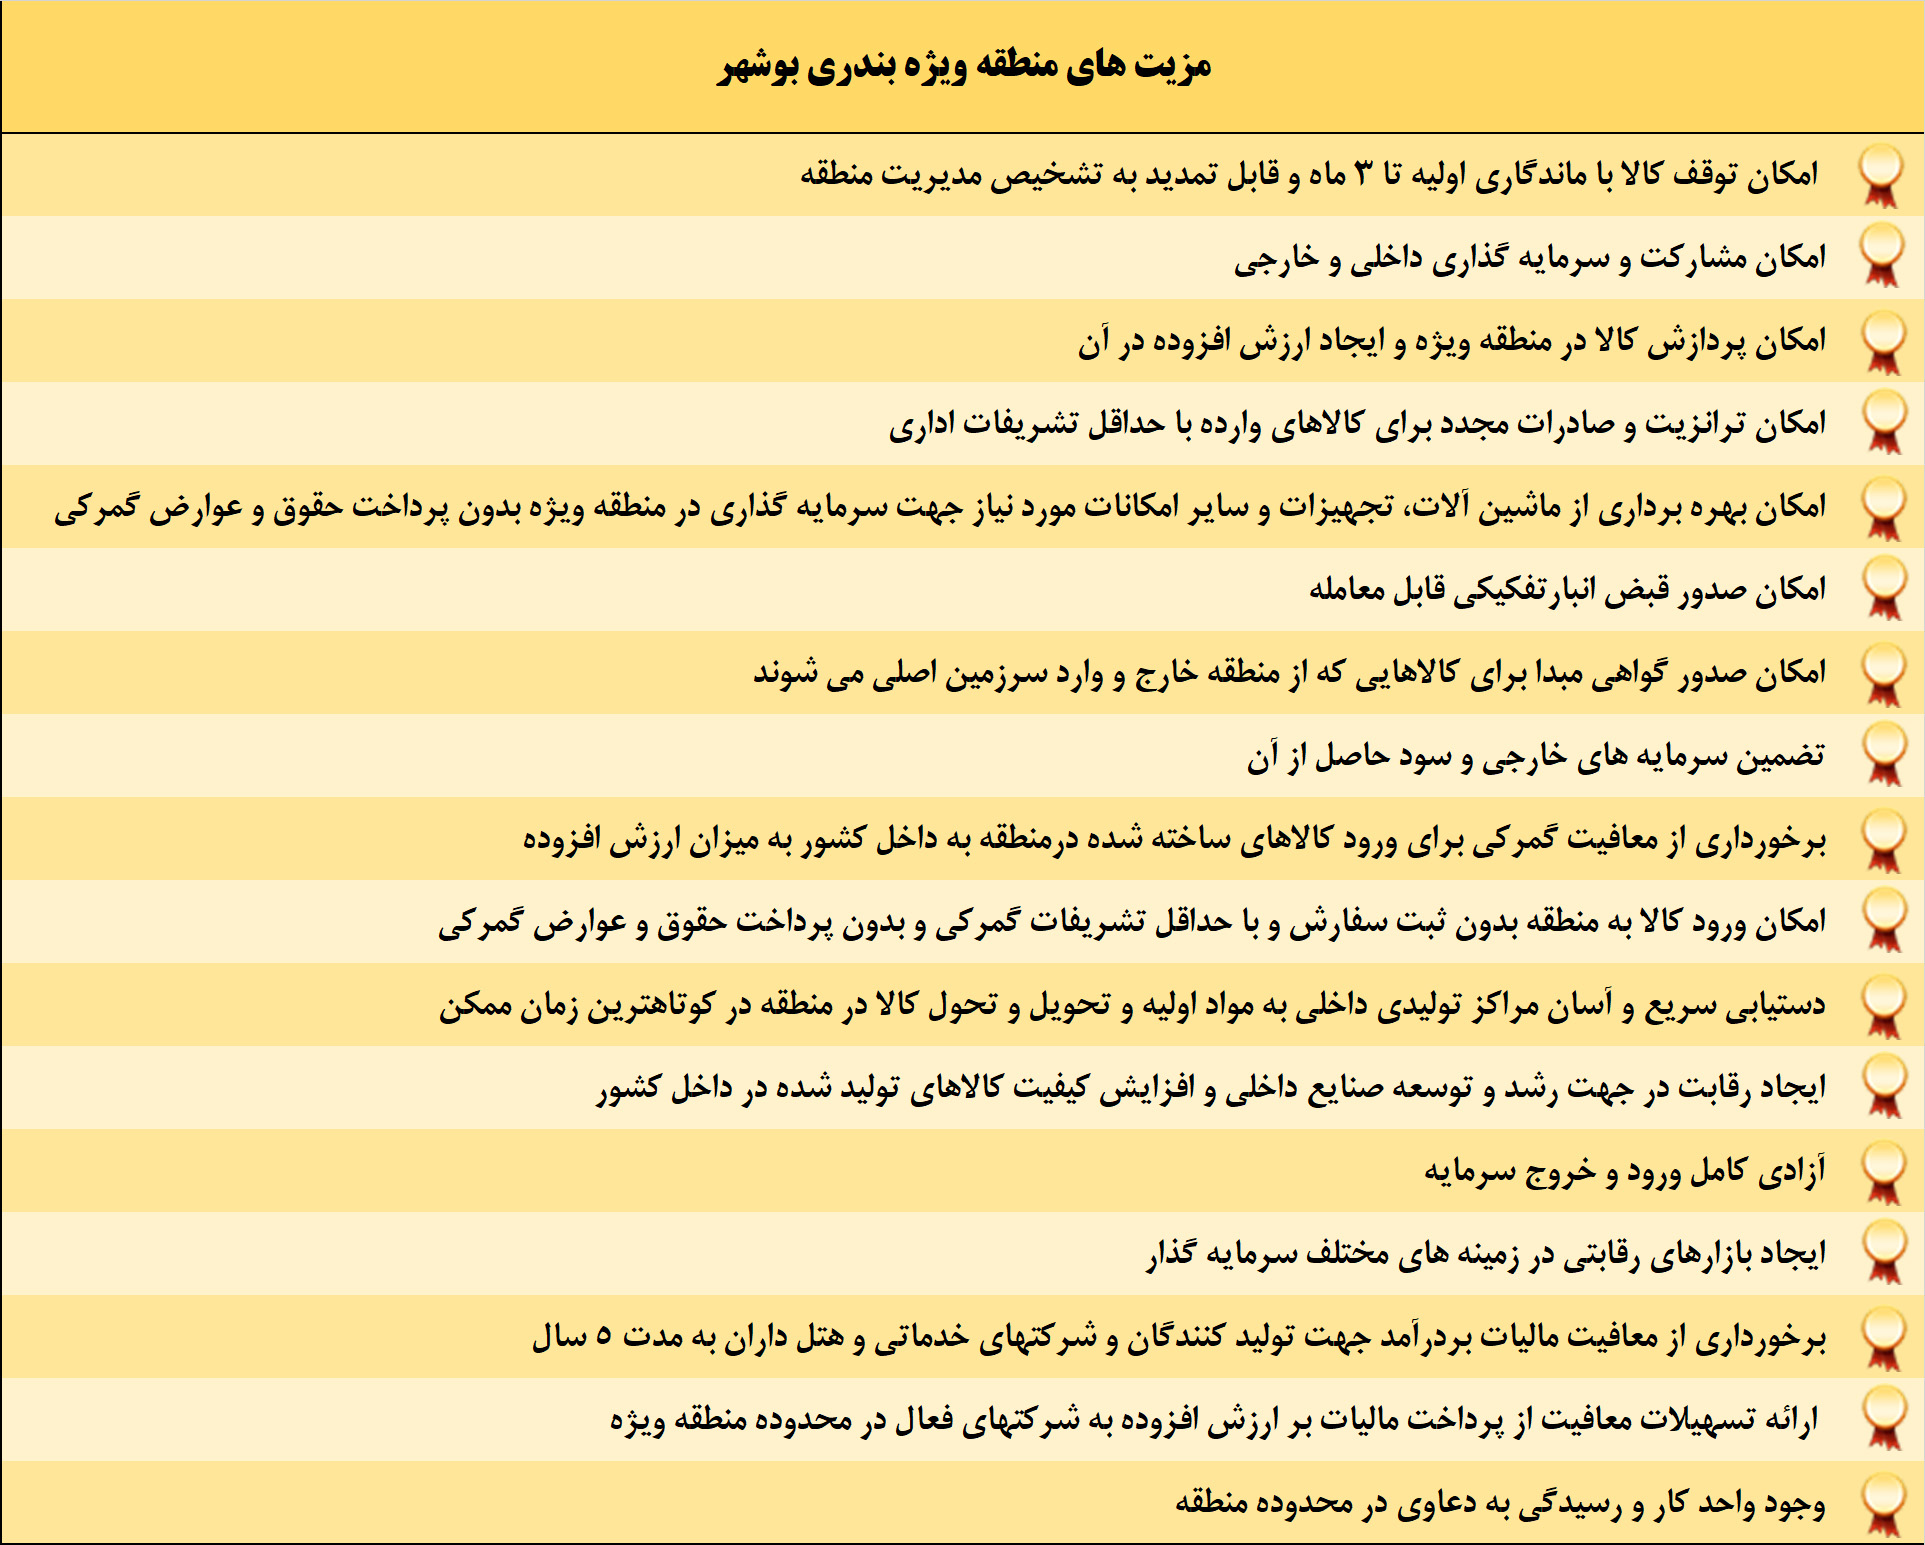 مزیت های منطقه ویژه بندری بوشهر
امکان توقف کالا با ماندگاری اولیه تا ۳ ماه و قابل تمدید به تشخیص مدیریت منطقه
امکان مشارکت و سرمایه گذاری داخلی و خارجی
امکان پردازش کالا در منطقه ویژه و ایجاد ارزش افزوده در آن
امکان ترانزیت و صادرات مجدد برای کالاهای وارده با حداقل تشریفات اداری
امکان بهره برداری از ماشین آلات، تجهیزات و سایر امکانات مورد نیاز جهت سرمایه گذاری در منطقه ویژه بدون پرداخت حقوق و عوارض گمرکی
امکان صدور قبض انبارتفکیکی قابل معامله
امکان صدور گواهی مبدا برای کالاهایی که از منطقه خارج و وارد سرزمین اصلی می شوند
تضمین سرمایه های خارجی و سود حاصل از آن
برخورداری از معافیت گمرکی برای ورود کالاهای ساخته شده درمنطقه به داخل کشور به میزان ارزش افزوده
امکان ورود کالا به منطقه بدون ثبت سفارش و با حداقل تشریفات گمرکی و بدون پرداخت حقوق و عوارض گمرکی
دستیابی سریع و آسان مراکز تولیدی داخلی به مواد اولیه و تحویل و تحول کالا در منطقه در کوتاهترین زمان ممکن
ایجاد رقابت در جهت رشد و توسعه صنایع داخلی و افزایش کیفیت کالاهای تولید شده در داخل کشور
آزادی کامل ورود و خروج سرمایه
ایجاد بازارهای رقابتی در زمینه های مختلف سرمایه گذار
برخورداری از معافیت مالیات بردرآمد جهت تولید کنندگان و شرکتهای خدماتی و هتل داران به مدت ۵ سال
ارائه تسهیلات معافیت از پرداخت مالیات بر ارزش افزوده به شرکتهای فعال در محدوده منطقه ویژه
وجود واحد کار و رسیدگی به دعاوی در محدوده منطقه